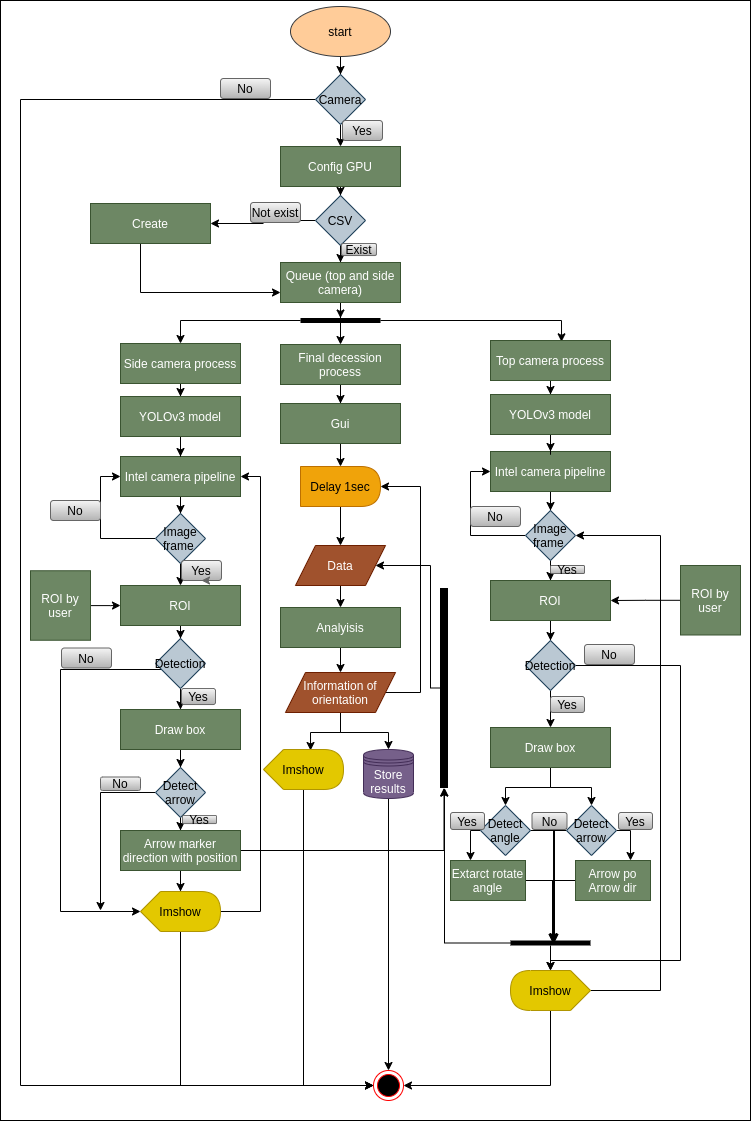 start
No
Camera
Yes
Config GPU
Not exist
CSV
Create
Exist
Queue (top and side
camera)
Side camera process
YOLOv3 model
Intel camera pipeline
No
Image
frame
Yes
ROI by
user
ROI
No
Detection
Yes
Draw box
No
Detect
arrow
Yes
Arrow marker
direction with position
Imshow
Final decession
process
Gui
Delay 1sec
Data
Analyisis
Information of
orientation
Imshow
Store
results
Top camera process
YOLOv3 model
Intel camera pipeline
No
Image
frame
Yes
ROI
ROI by
user
No
Detection
Yes
Draw box
Yes
Detect
angle
No
Detect
arrow
Yes
Extarct rotate
angle
Arrow po
Arrow dir
Imshow